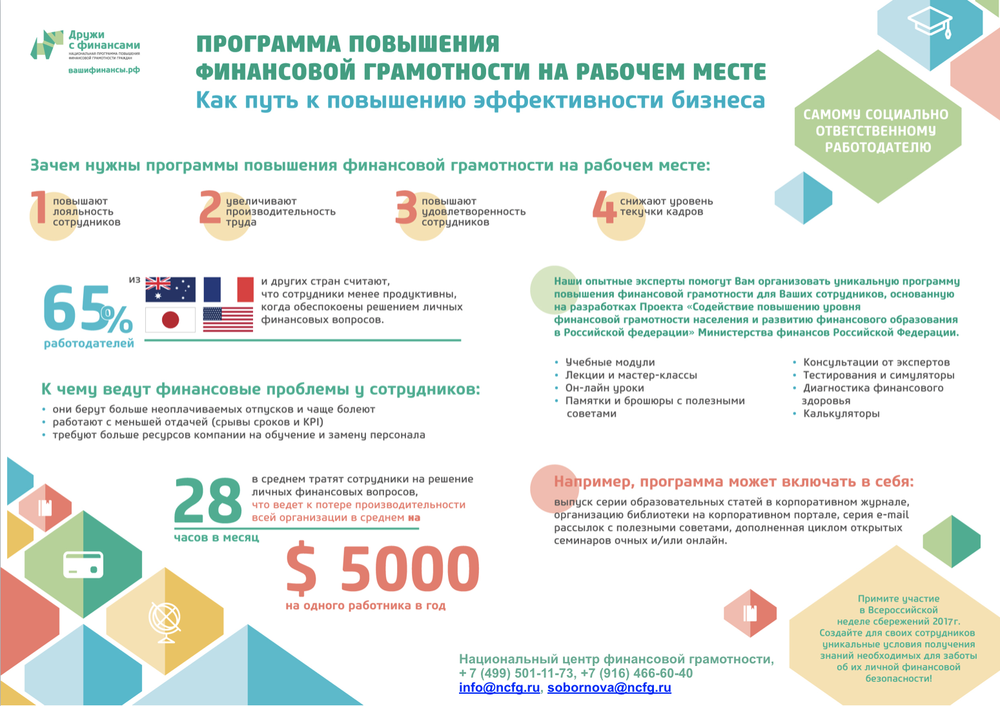 Дружи
с финансами
НАЦИОНАЛЬНАЯ ПРОГРАММА ПОВЫШЕНИЯ
ФИНАНСОВОЙ ГРАМОТНОСТИ ГРАЖДАН
вашифинансы.рф
ПРОГРАММА ПОВЫШЕНИЯ
ФИНАНСОВОЙ ГРАМОТНОСТИ НА РАБОЧЕМ МЕСТЕ
Как путь к повышению эффективности бизнеса
САМОМУ СОЦИАЛЬНО
ОТВЕТСТВЕННОМУ
РАБОТОДАТЕЛЮ
Зачем нужны программы повышения финансовой грамотности на рабочем месте:
1
повышают
лояльность
сотрудников
2
увеличивают
производительность
труда
3
повышают
удовлетворенность
сотрудников
4
снижают уровень
текучки кадров
65%
работодателей
из
и других стран считают,
что сотрудники менее продуктивны,
когда обеспокоены решением личных
финансовых вопросов.
К чему ведут финансовые проблемы у сотрудников:
• они берут больше неоплачиваемых отпусков и чаще болеют
• работают с меньшей отдачей (срывы сроков и KPI)
• требуют больше ресурсов компании на обучение и замену персонала
28
часов в месяц
в среднем тратят сотрудники на решение
личных финансовых вопросов,
что ведет к потере производительности
всей организации в среднем на
$ 5000
на одного работника в год
Наши опытные эксперты помогут Вам организовать уникальную программу
повышения финансовой грамотности для Ваших сотрудников, основанную
на разработках Проекта «Содействие повышению уровня
финансовой грамотности населения и развитию финансового образования
в Российской федерации» Министерства финансов Российской Федерации.
• Учебные модули
• Лекции и мастер-классы
• Он-лайн уроки
• Памятки и брошюры с полезными
советами
• Консультации от экспертов
• Тестирования и симуляторы
• Диагностика финансового
здоровья
• Калькуляторы
Например, программа может включать в себя:
выпуск серии образовательных статей в корпоративном журнале,
организацию библиотеки на корпоративном портале, серия e-mail
рассылок с полезными советами, дополненная циклом открытых
семинаров очных и/или онлайн.
Примите участие
в Всероссийской
неделе сбережений 2017г.
Создайте для своих сотрудников
уникальные условия получения
знаний необходимых для заботы
об их личной финансовой
безопасности!
Национальный центр финансовой грамотности,
+ 7 (499) 501-11-73, +7 (916) 466-60-40
info@ncfg.ru, sobornova@ncfg.ru